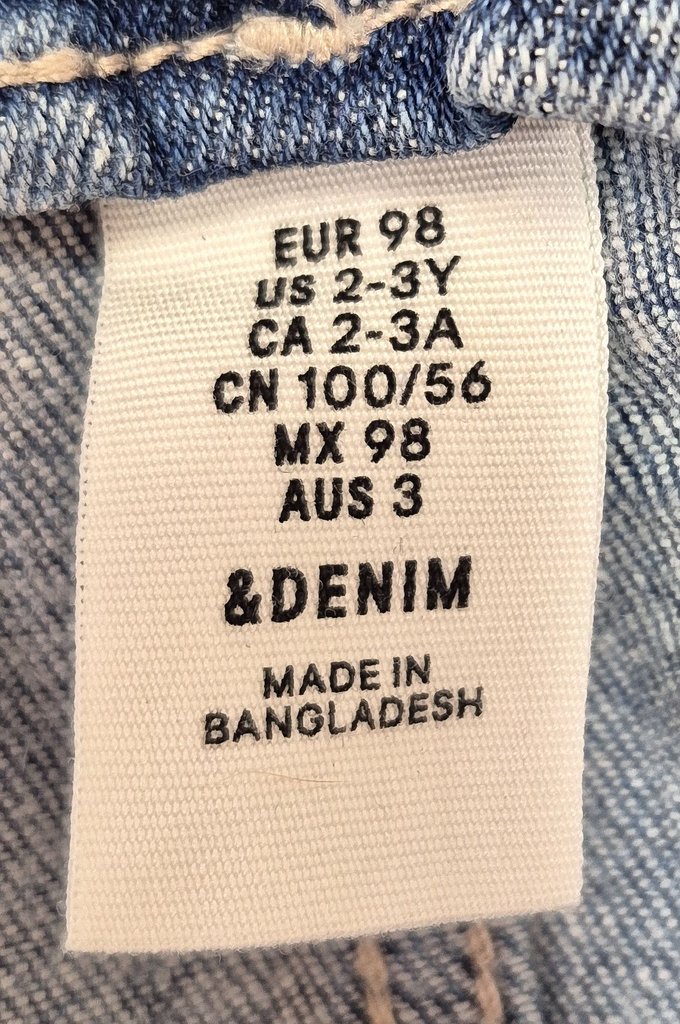 EUR 98
US 2-3Y
CA 2-3A
CN 100/56
MX 98
AUS 3
&DENIM
MADE IN
BANGLADESH